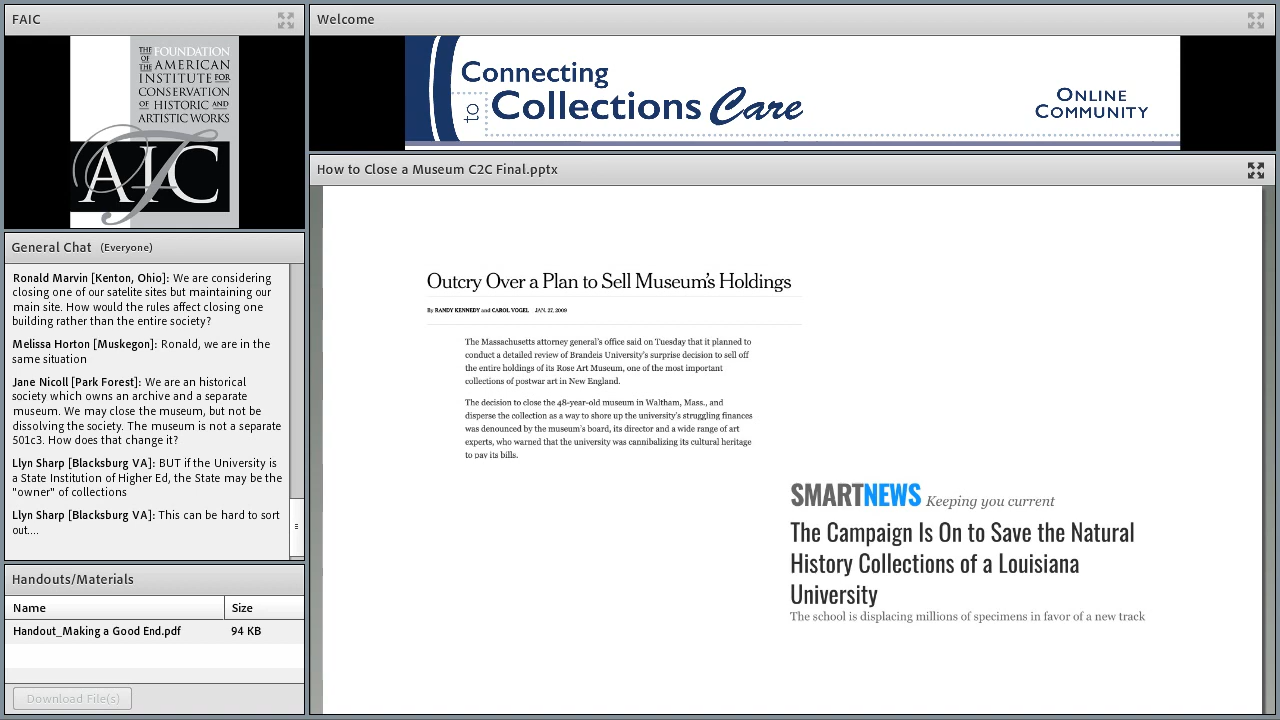 FAIC
THE FOUNDATION
OF THE AMERICAN
INSTITUTE FOR
CONSERVATION
OF HISTORIC AND
ARTISTIC WORKS
FAIC
General Chat (Everyone)
Ronald Marvin [Kenton, Ohio]: We are considering
closing one of our satelite sites but maintaining our
main site. How would the rules affect closing one
building rather than the entire society?
Melissa Horton [Muskegon]: Ronald, we are in the
same situation
Jane Nicoll [Park Forest]: We are an historical
society which owns an archive and a separate
museum. We may close the museum, but not be
dissolving the society. The museum is not a separate
501c3. How does that change it?
Llyn Sharp [Blacksburg VA]: BUT if the University is
a State Institution of Higher Ed, the State may be the
"owner" of collections
Llyn Sharp [Blacksburg VA]: This can be hard to sort
out....
Handouts/Materials
Name Size
Handout_Making a Good End.pdf 94 KB
Download File(s)
Welcome
Connecting
to Collections Care
ONLINE
COMMUNITY
How to Close a Museum C2C Final.pptx
Outcry Over a Plan to Sell Museum's Holdings
By RANDY KENNEDY and CAROL VOGEL JAN. 27, 2009
The Massachusetts attorney general's office said on Tuesday that it planned to
conduct a detailed review of Brandeis University's surprise decision to sell off
the entire holdings of its Rose Art Museum, one of the most important
collections of postwar art in New England.
The decision to close the 48-year-old museum in Waltham, Mass., and
disperse the collection as a way to shore up the university's struggling finances
was denounced by the museum's board, its director and a wide range of art
experts, who warned that the university was cannibalizing its cultural heritage
to pay its bills.
SMARTNEWS Keeping you current
The Campaign Is On to Save the Natural
History Collections of a Louisiana
University
The school is displacing millions of specimens in favor of a new track